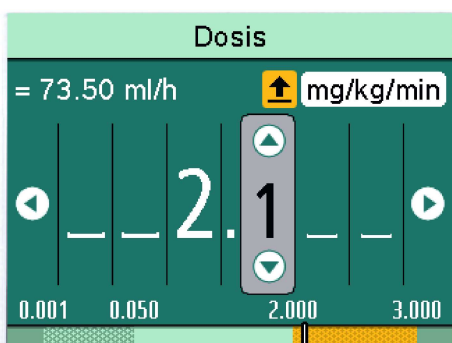 Dosis
= 73.50 ml/h mg/kg/min
_ _ 2.1 _ _
0.001 0.050 2.000 3.000